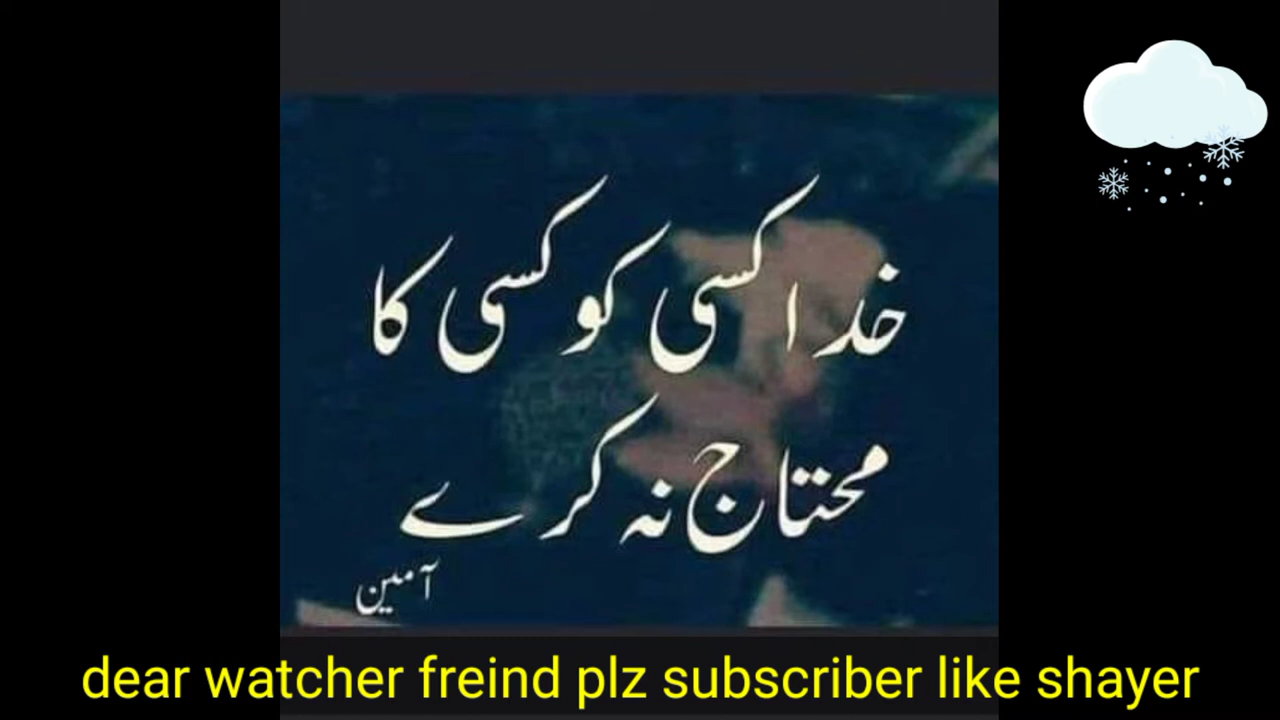 خدا کسی کو کسی کا
محتاج نہ کرے
آمین
dear watcher freind plz subscriber like shayer